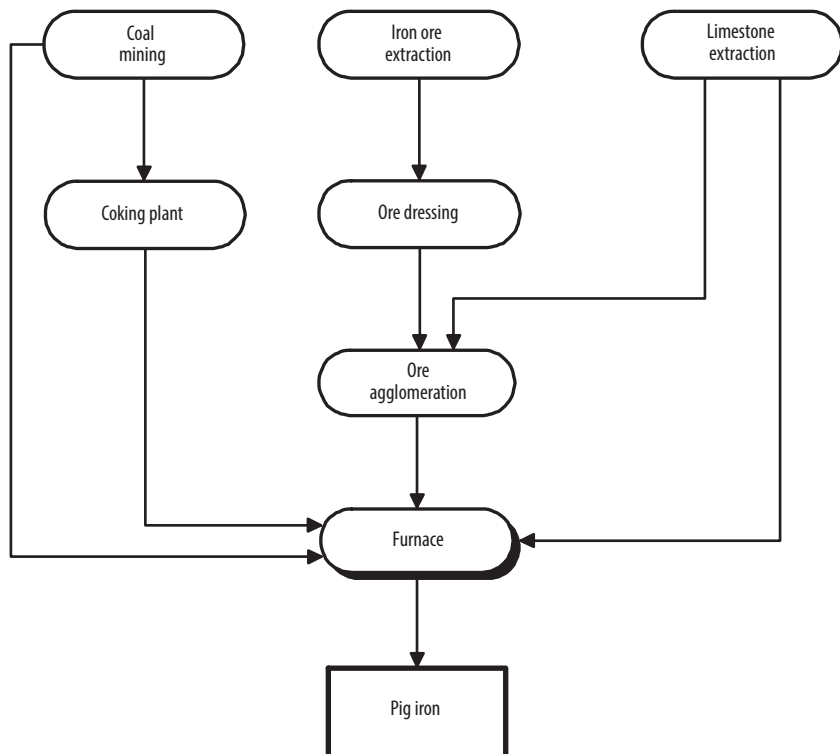 Coal
mining
Iron ore
extraction
Limestone
extraction
Coking plant
Ore dressing
Ore
agglomeration
Furnace
Pig iron